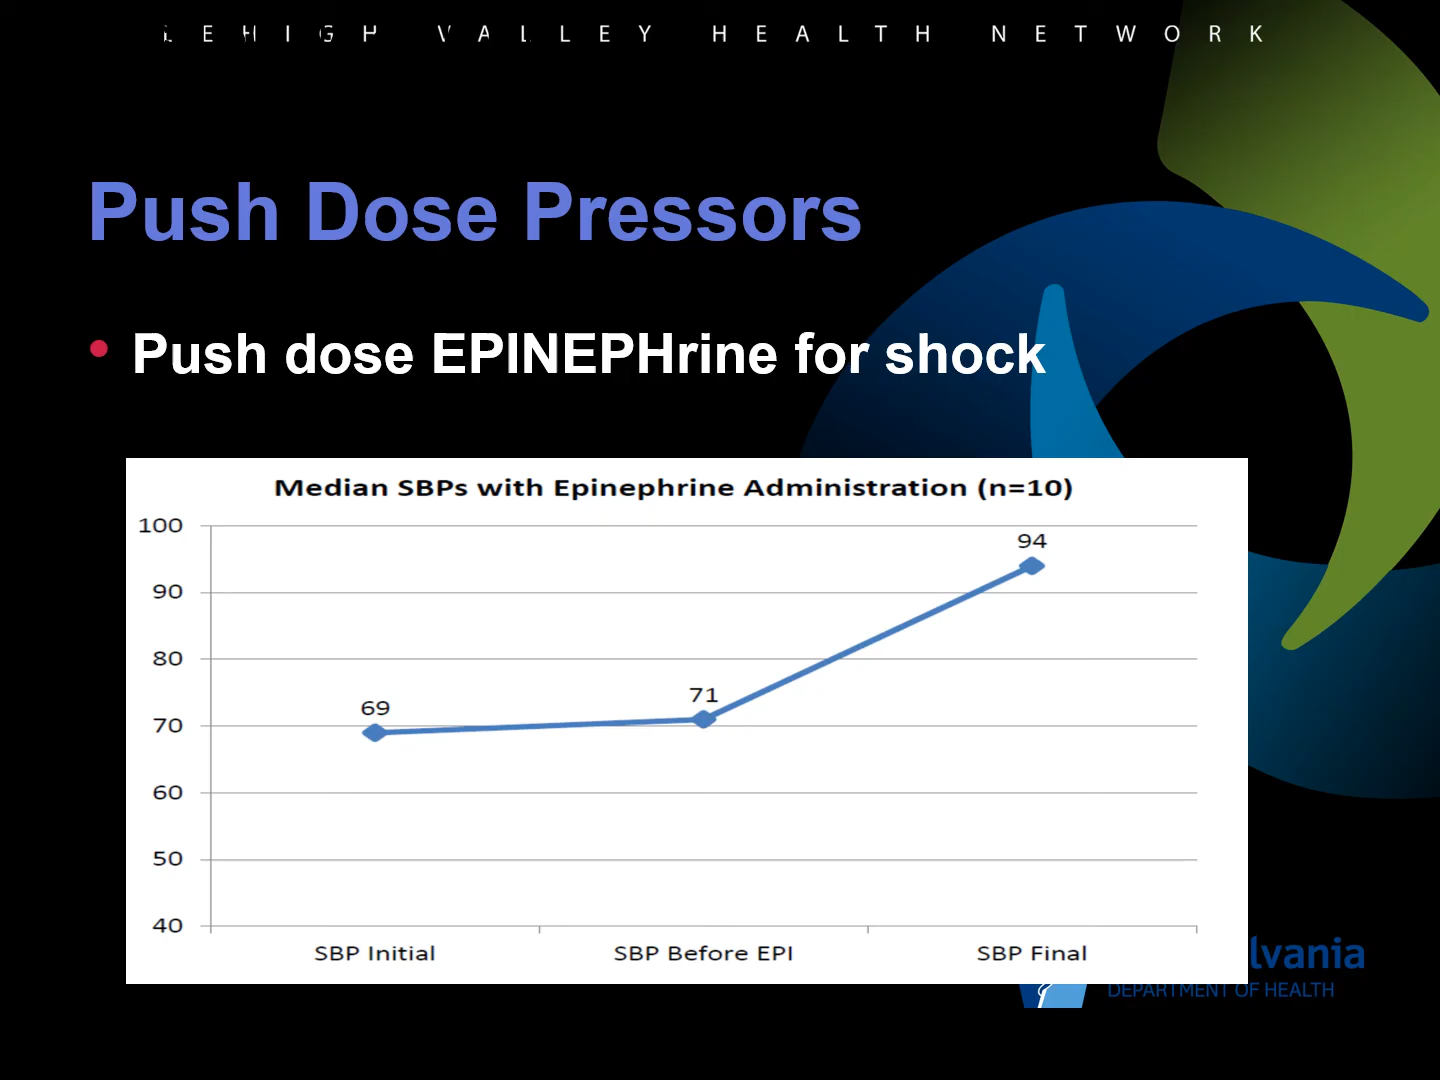 LEHIGH VALLEY HEALTH NETWORK
Push Dose Pressors
• Push dose EPINEPHrine for shock
Median SBPs with Epinephrine Administration (n=10)
100
90
80
70
60
50
40
69
71
94
SBP Initial
SBP Before EPI
SBP Final
lvania
DEPARTMENT OF HEALTH